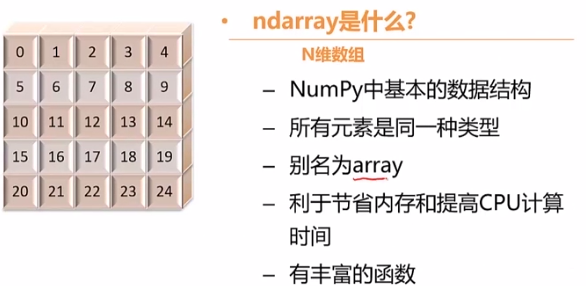 0 1 2 3 4
5 6 7 8 9
10 11 12 13 14
15 16 17 18 19
20 21 22 23 24
• ndarray是什么?
N维数组
– NumPy中基本的数据结构
– 所有元素是同一种类型
– 别名为array
– 利于节省内存和提高CPU计算
时间
– 有丰富的函数